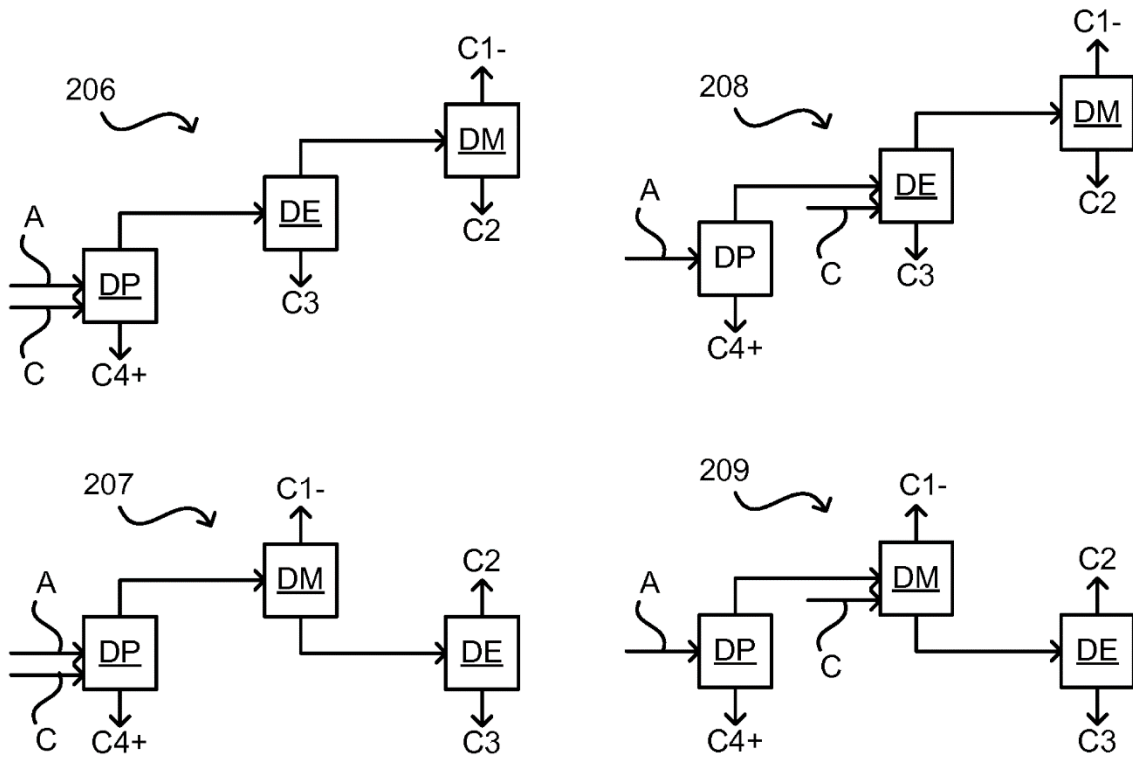 206
C1-
DM
C2
DE
C3
A
DP
C
C4+
208
C1-
DM
C2
DE
C3
A
C
DP
C4+
207
C1-
DM
A
DP
C
C4+
C2
DE
C3
209
C1-
DM
A
C
DP
C4+
C2
DE
C3